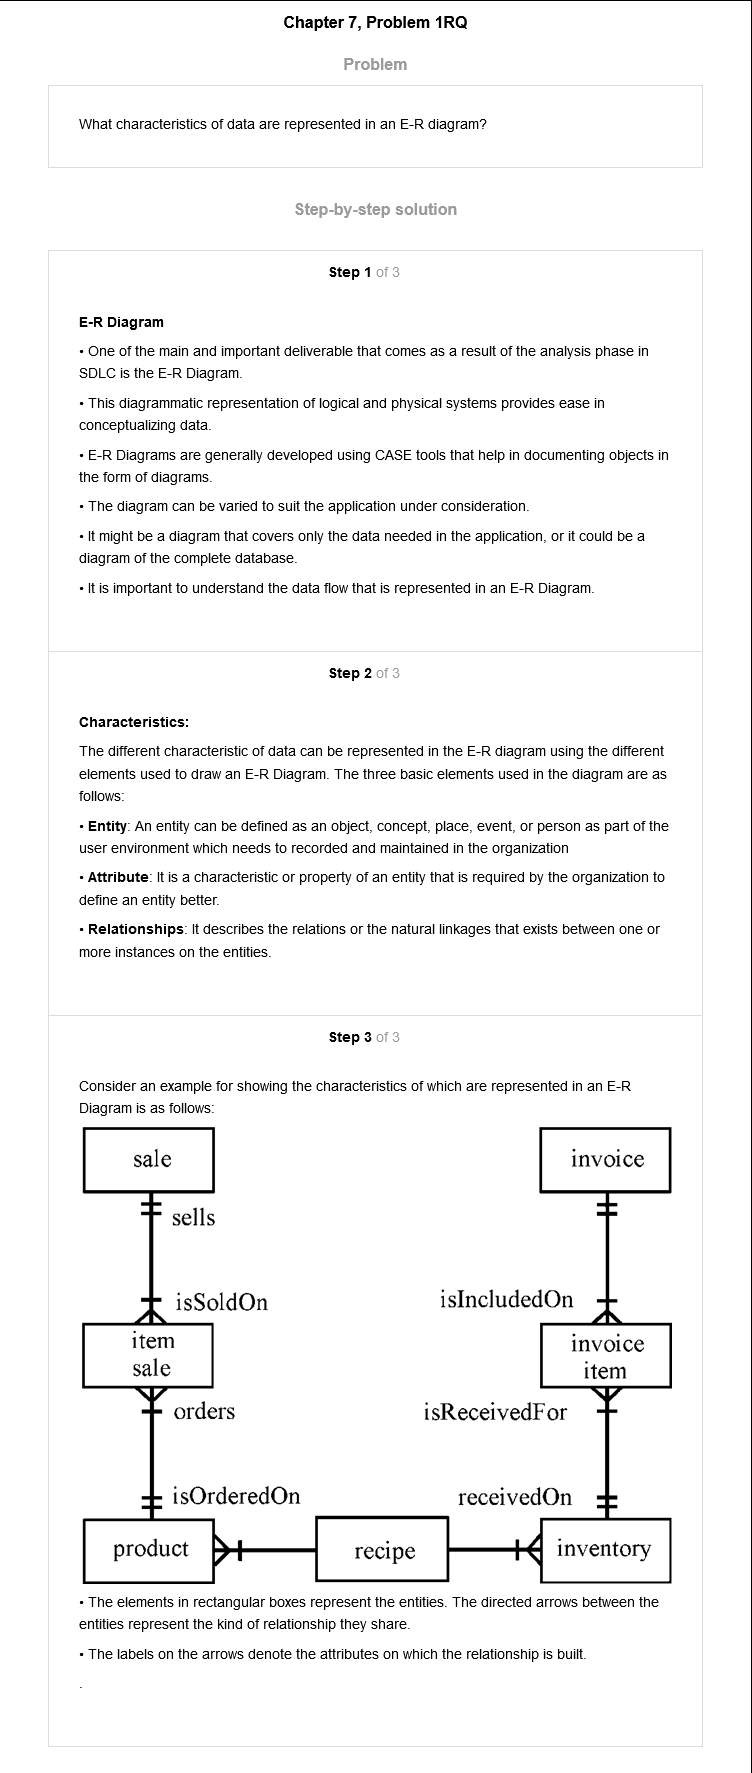 Chapter 7, Problem 1RQ
Problem
What characteristics of data are represented in an E-R diagram?
Step-by-step solution
Step 1 of 3
E-R Diagram
• One of the main and important deliverable that comes as a result of the analysis phase in
SDLC is the E-R Diagram.
• This diagrammatic representation of logical and physical systems provides ease in
conceptualizing data.
• E-R Diagrams are generally developed using CASE tools that help in documenting objects in
the form of diagrams.
• The diagram can be varied to suit the application under consideration.
• It might be a diagram that covers only the data needed in the application, or it could be a
diagram of the complete database.
• It is important to understand the data flow that is represented in an E-R Diagram.
Step 2 of 3
Characteristics:
The different characteristic of data can be represented in the E-R diagram using the different
elements used to draw an E-R Diagram. The three basic elements used in the diagram are as
follows:
• Entity: An entity can be defined as an object, concept, place, event, or person as part of the
user environment which needs to recorded and maintained in the organization
• Attribute: It is a characteristic or property of an entity that is required by the organization to
define an entity better.
• Relationships: It describes the relations or the natural linkages that exists between one or
more instances on the entities.
Step 3 of 3
Consider an example for showing the characteristics of which are represented in an E-R
Diagram is as follows:
sale
invoice
sells
isSoldOn
isIncludedOn
item
sale
invoice
item
orders
isReceivedFor
isOrderedOn
receivedOn
product
recipe
inventory
• The elements in rectangular boxes represent the entities. The directed arrows between the
entities represent the kind of relationship they share.
• The labels on the arrows denote the attributes on which the relationship is built.
.